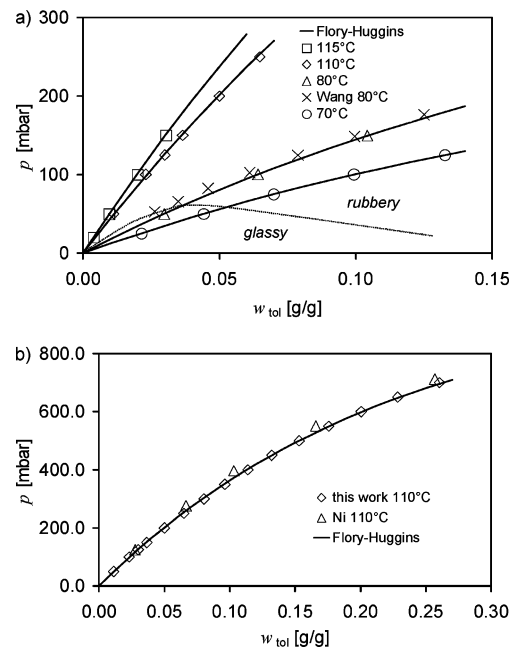 a)
300
200
100
0
p [mbar]
Flory-Huggins
115°C
110°C
80°C
Wang 80°C
70°C
rubbery
glassy
0.00 0.05 0.10 0.15
w tol [g/g]
b)
800.0
600.0
400.0
200.0
0.0
p [mbar]
this work 110°C
Ni 110°C
Flory-Huggins
0.00 0.05 0.10 0.15 0.20 0.25 0.30
w tol [g/g]